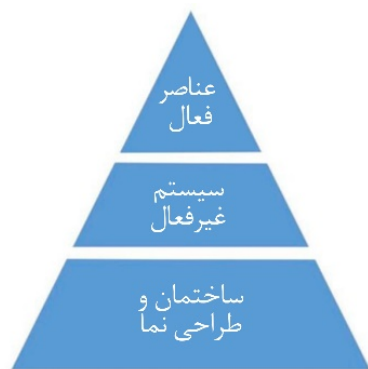 عناصر
فعال
سیستم
غیرفعال
ساختمان و
طراحی نما